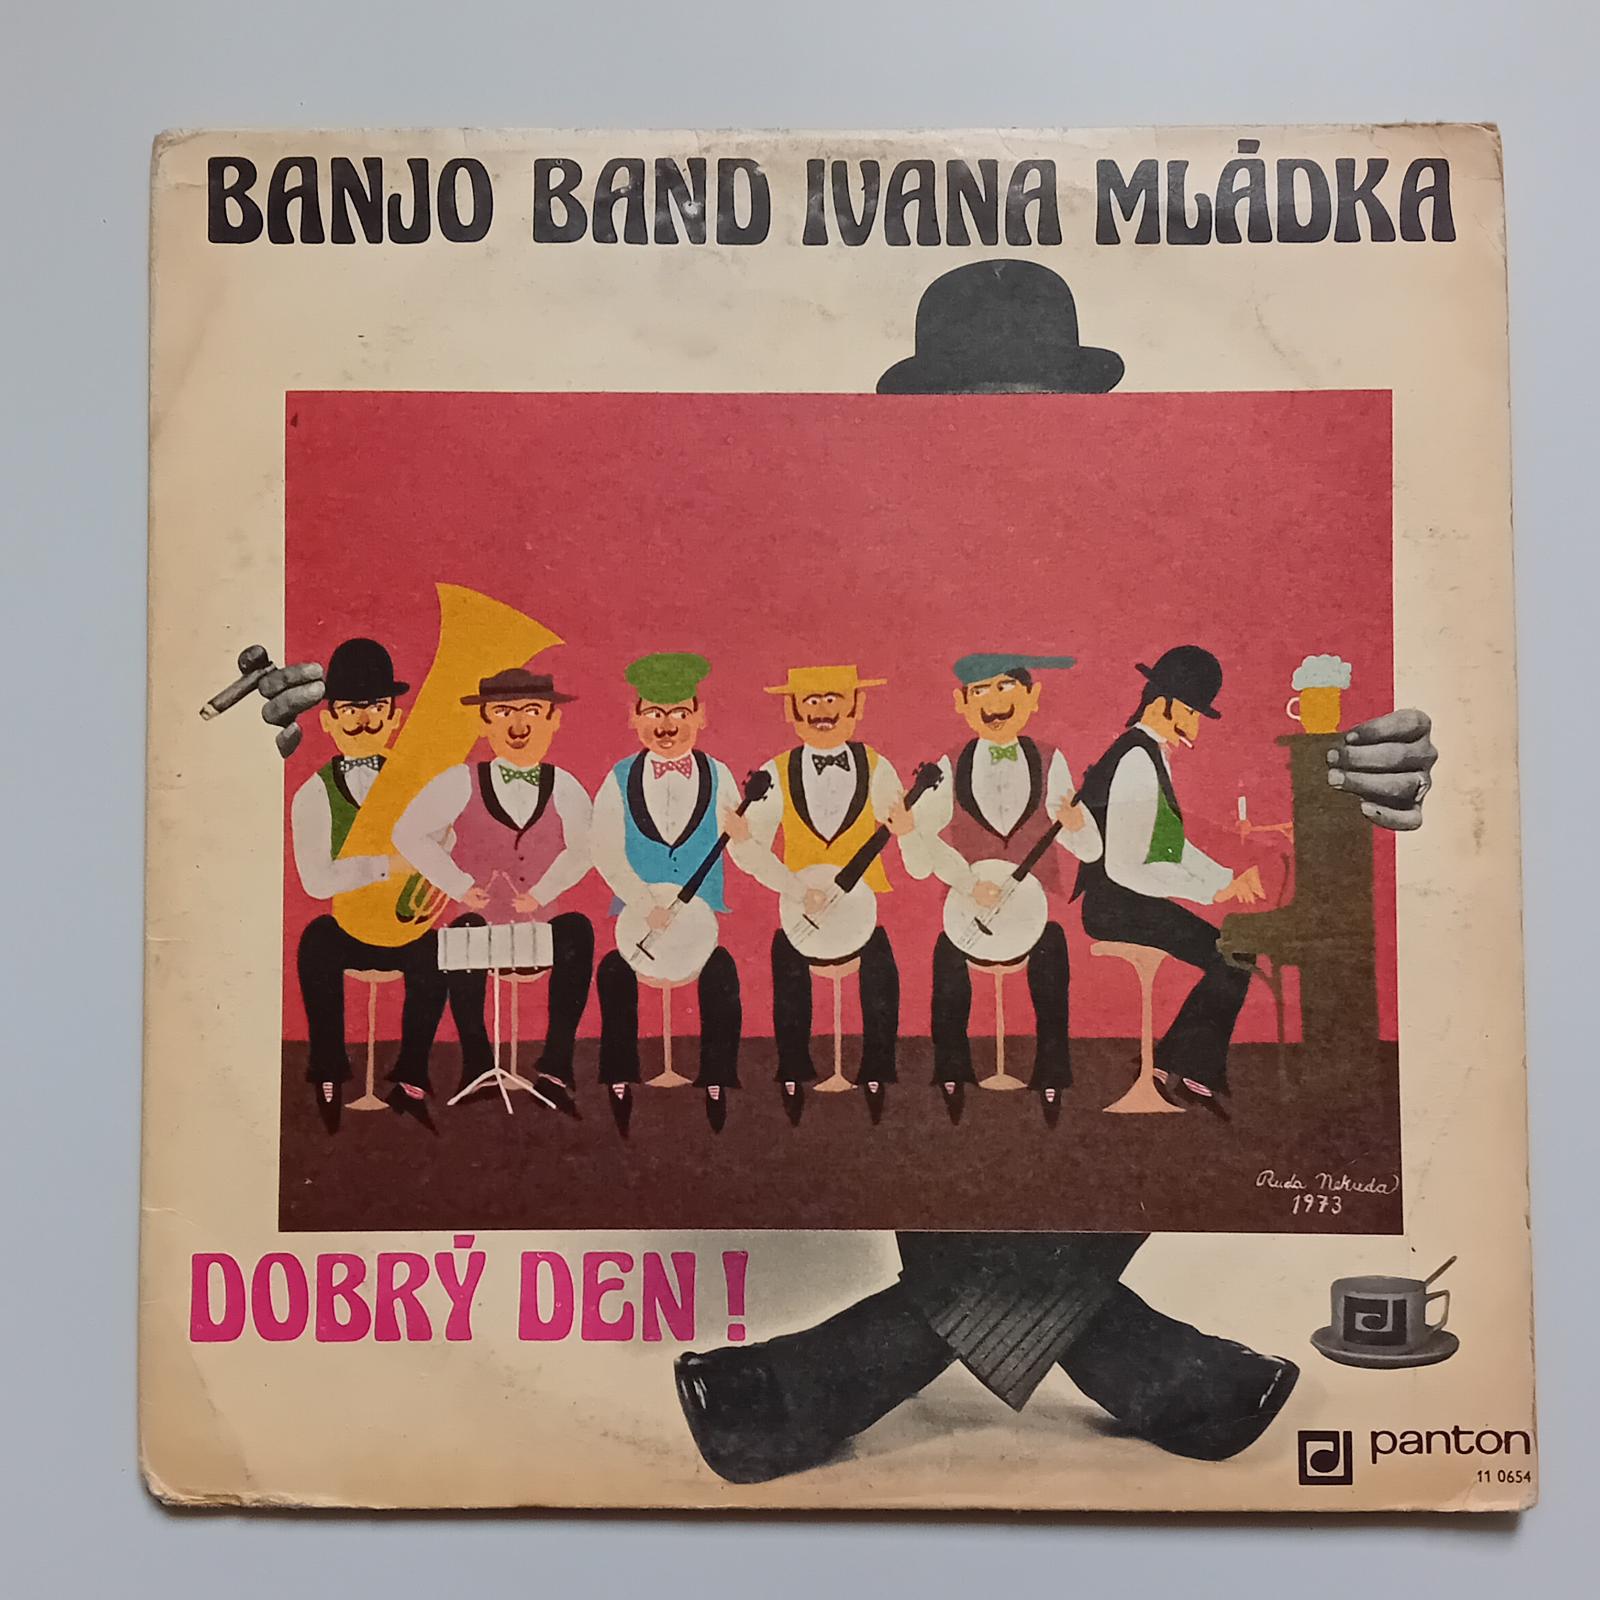 BANJO BAND IVANA MLÁDKA
Ruda Nekuda
1973
DOBRÝ DEN!
panton
11 0654